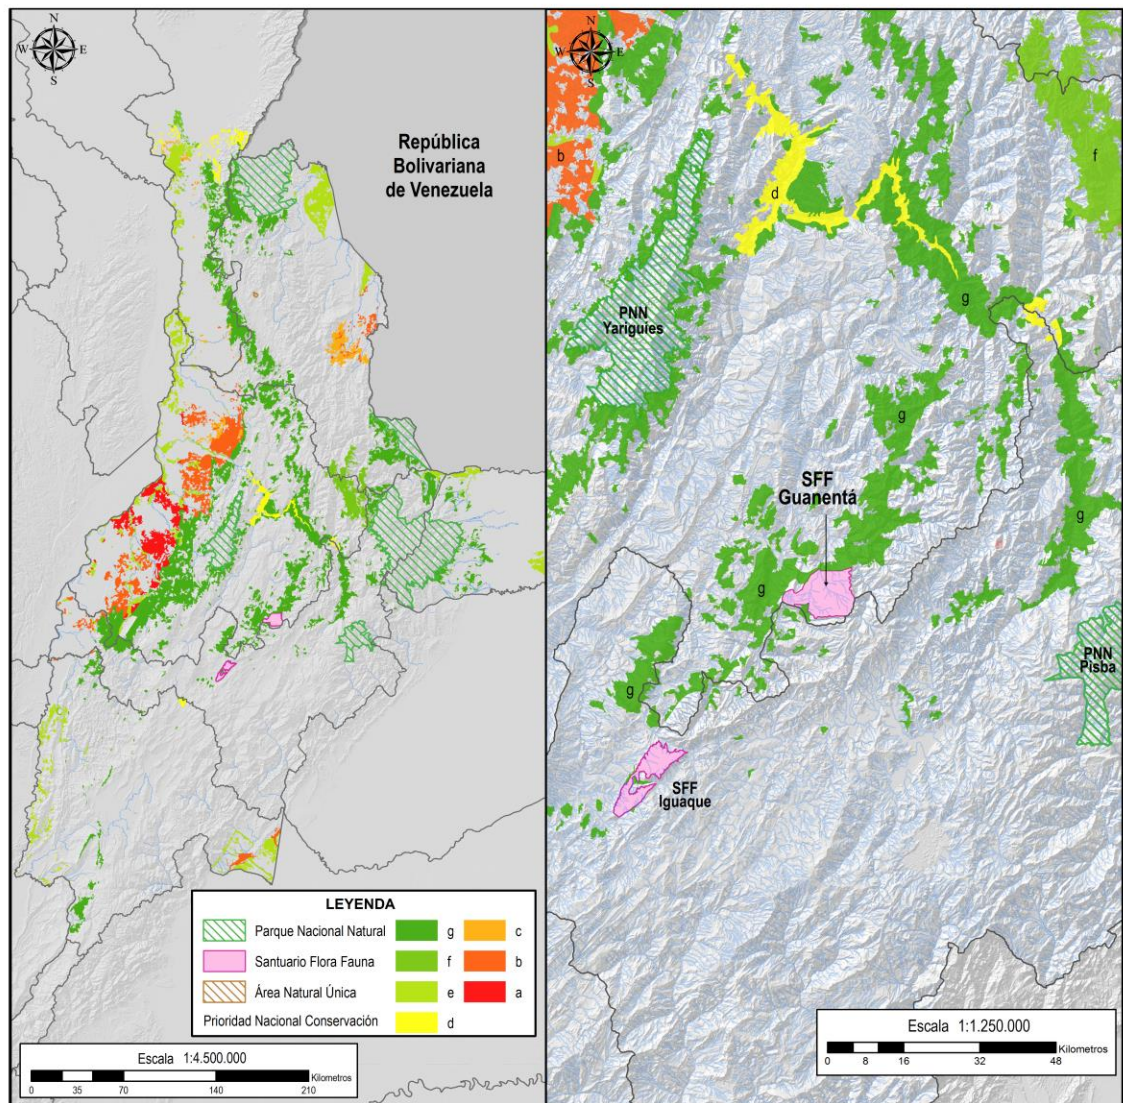 N
W E
S
República
Bolivariana
de Venezuela
LEYENDA
Parque Nacional Natural g c
Santuario Flora Fauna f b
Área Natural Única e a
Prioridad Nacional Conservación d
Escala 1:4.500.000
Kilometros
0 35 70 140 210
N
W E
S
b
d
f
PNN
Yariguies
g
g
SFF
Guanentá
g
g
PNN
Pisba
g
SFF
Iguaque
Escala 1:1.250.000
Kilometros
0 8 16 32 48